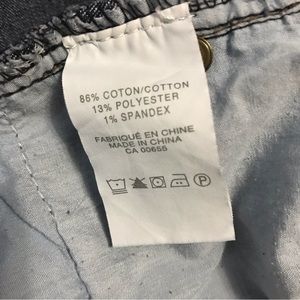 86% COTON/COTTON
13% POLYESTER
1% SPANDEX
FABRIQUÉ EN CHINE
MADE IN CHINA
CA 00655
P